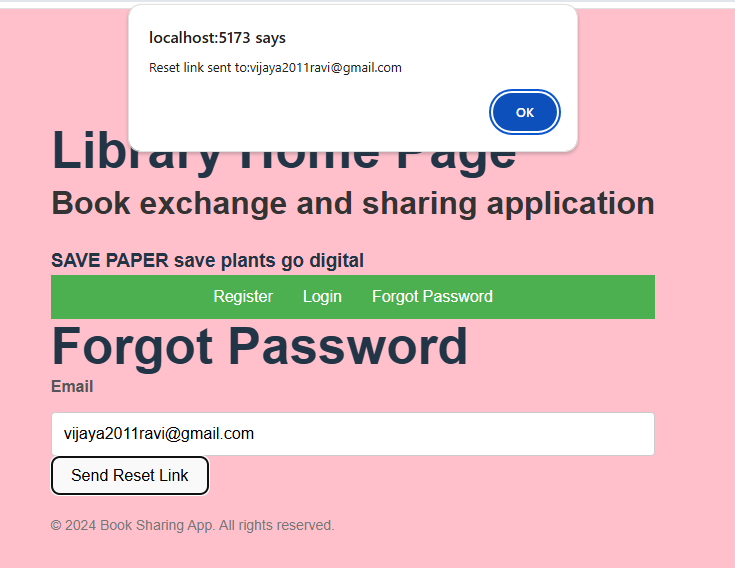 localhost:5173 says
Reset link sent to:vijaya2011ravi@gmail.com
OK
Library Home Page
Book exchange and sharing application
SAVE PAPER save plants go digital
Register Login Forgot Password
Forgot Password
Email
vijaya2011ravi@gmail.com
Send Reset Link
© 2024 Book Sharing App. All rights reserved.